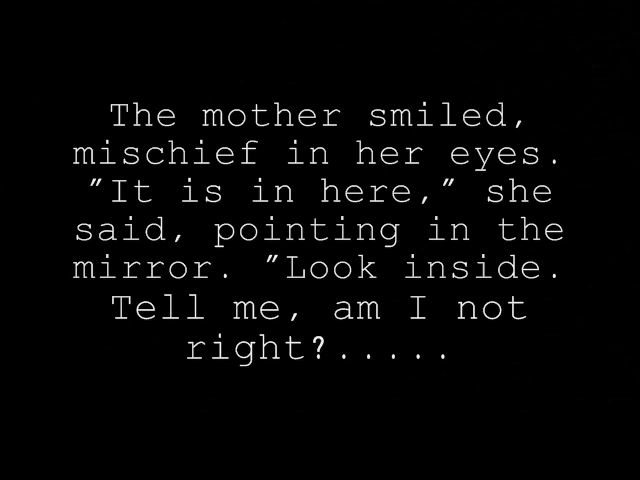 The mother smiled,
mischief in her eyes.
"It is in here," she
said, pointing in the
mirror. "Look inside.
Tell me, am I not
right?.....